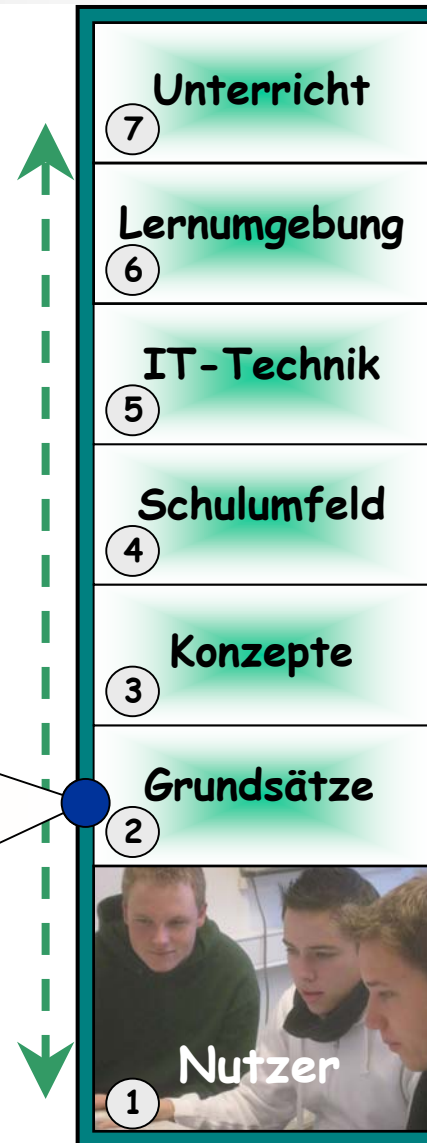 Unterricht
7
Lernumgebung
6
IT-Technik
5
Schulumfeld
4
Konzepte
3
Grundsätze
2
Nutzer
1